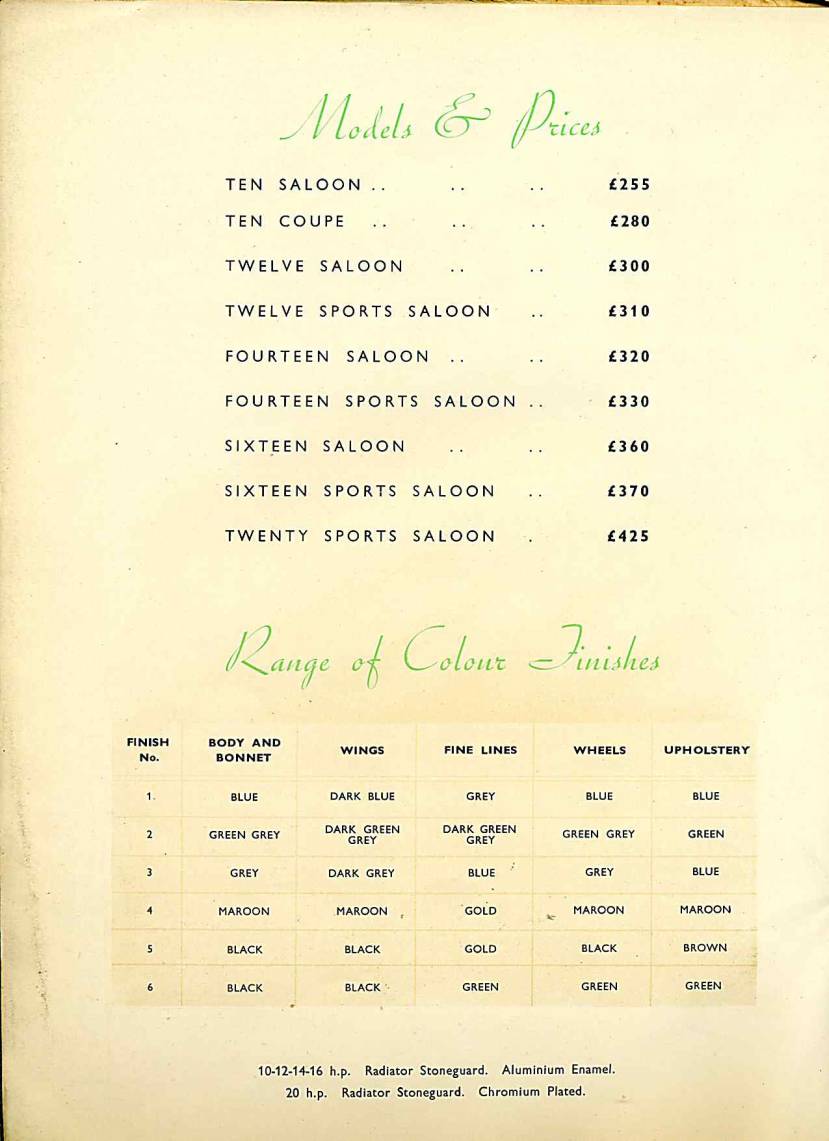 Models & Prices
TEN SALOON .. .. .. £255
TEN COUPE .. .. .. £280
TWELVE SALOON .. .. £300
TWELVE SPORTS SALOON .. £310
FOURTEEN SALOON .. .. £320
FOURTEEN SPORTS SALOON .. £330
SIXTEEN SALOON .. .. £360
SIXTEEN SPORTS SALOON .. £370
TWENTY SPORTS SALOON . £425
Range of Colour Finishes
FINISH No. BODY AND BONNET WINGS FINE LINES WHEELS UPHOLSTERY
1. BLUE DARK BLUE GREY BLUE BLUE
2 GREEN GREY DARK GREEN GREY DARK GREEN GREY GREEN GREY GREEN
3 GREY DARK GREY BLUE GREY BLUE
4 MAROON MAROON GOLD MAROON MAROON
5 BLACK BLACK GOLD BLACK BROWN
6 BLACK BLACK GREEN GREEN GREEN
10-12-14-16 h.p. Radiator Stoneguard. Aluminium Enamel.
20 h.p. Radiator Stoneguard. Chromium Plated.